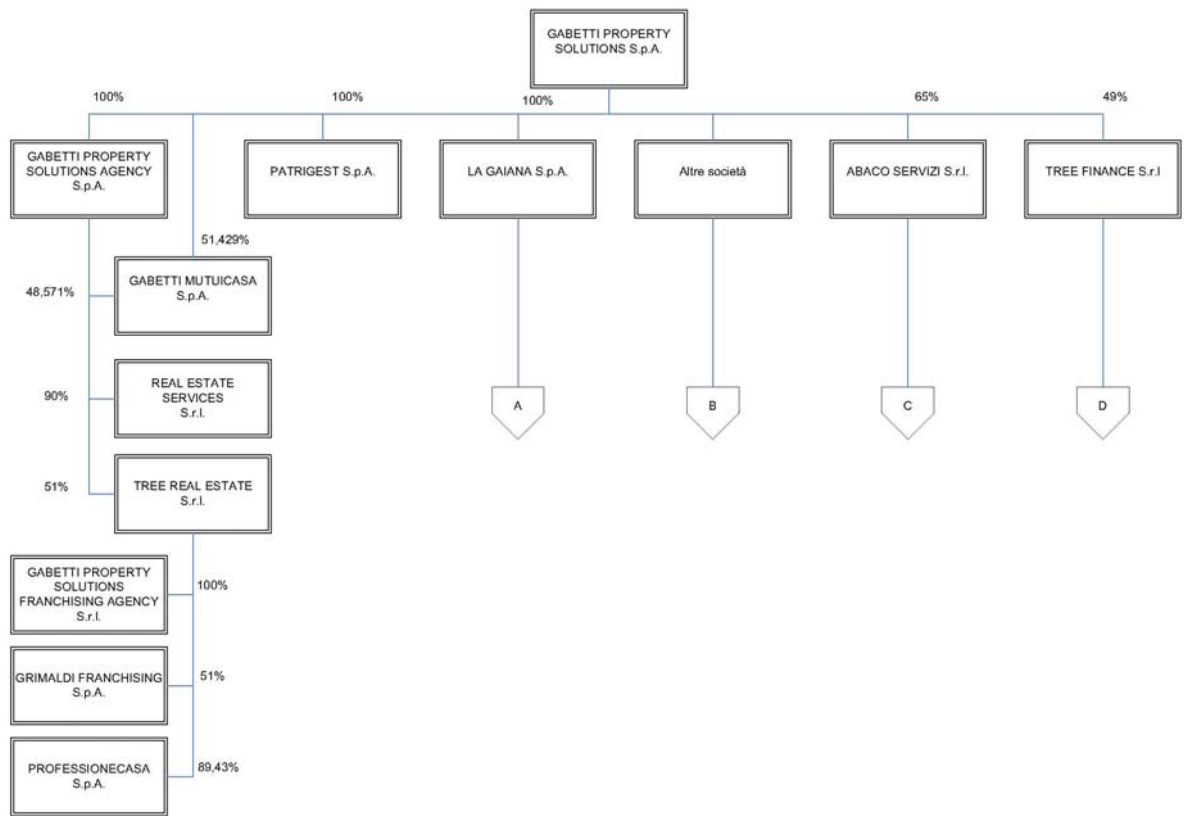 GABETTI PROPERTY
SOLUTIONS S.p.A.
100%
100%
100%
65%
49%
GABETTI PROPERTY
SOLUTIONS AGENCY
S.p.A.
PATRIGEST S.p.A.
LA GAIANA S.p.A.
Altre società
ABACO SERVIZI S.r.l.
TREE FINANCE S.r.l
51,429%
GABETTI MUTUICASA
S.p.A.
48,571%
REAL ESTATE
SERVICES
S.r.l.
90%
A
B
C
D
TREE REAL ESTATE
S.r.l.
51%
GABETTI PROPERTY
SOLUTIONS
FRANCHISING AGENCY
S.r.l.
100%
GRIMALDI FRANCHISING
S.p.A.
51%
PROFESSIONECASA
S.p.A.
89,43%